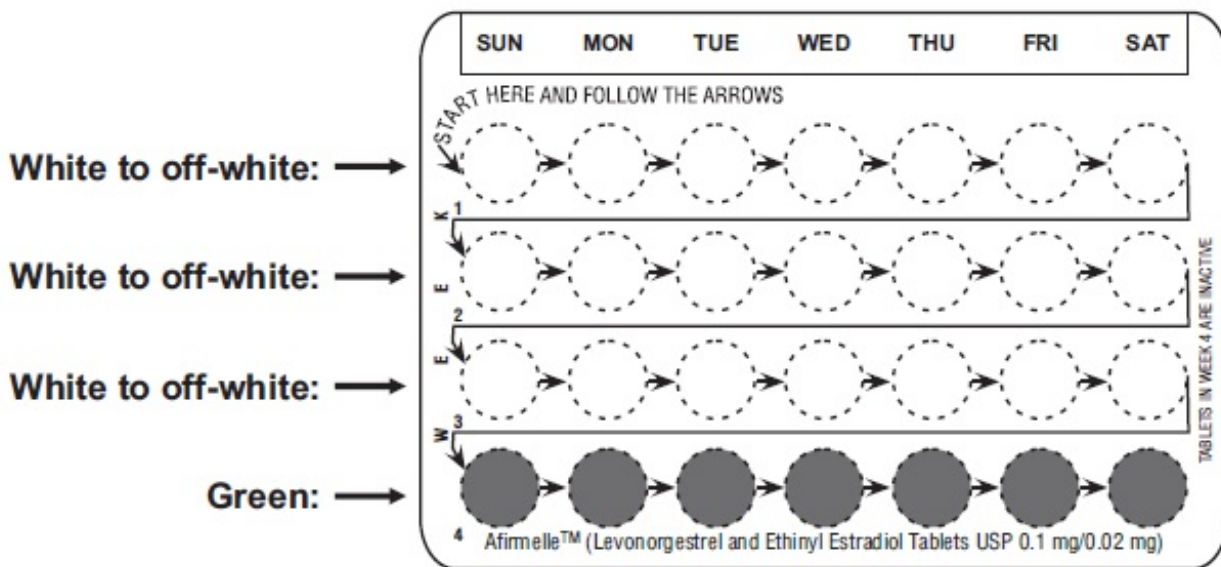 SUN MON TUE WED THU FRI SAT
START HERE AND FOLLOW THE ARROWS
White to off-white:
1
White to off-white:
2
White to off-white:
3
Green:
4
WEEK
TABLETS IN WEEK 4 ARE INACTIVE
Afirmelle™ (Levonorgestrel and Ethinyl Estradiol Tablets USP 0.1 mg/0.02 mg)